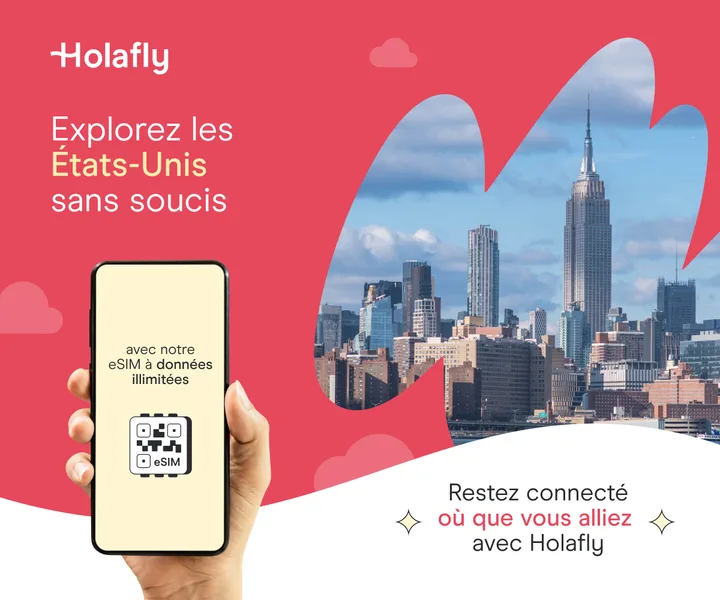 Holafly
Explorez les
États-Unis
sans soucis
avec notre
eSIM à données
illimitées
eSIM
Restez connecté
où que vous alliez
avec Holafly